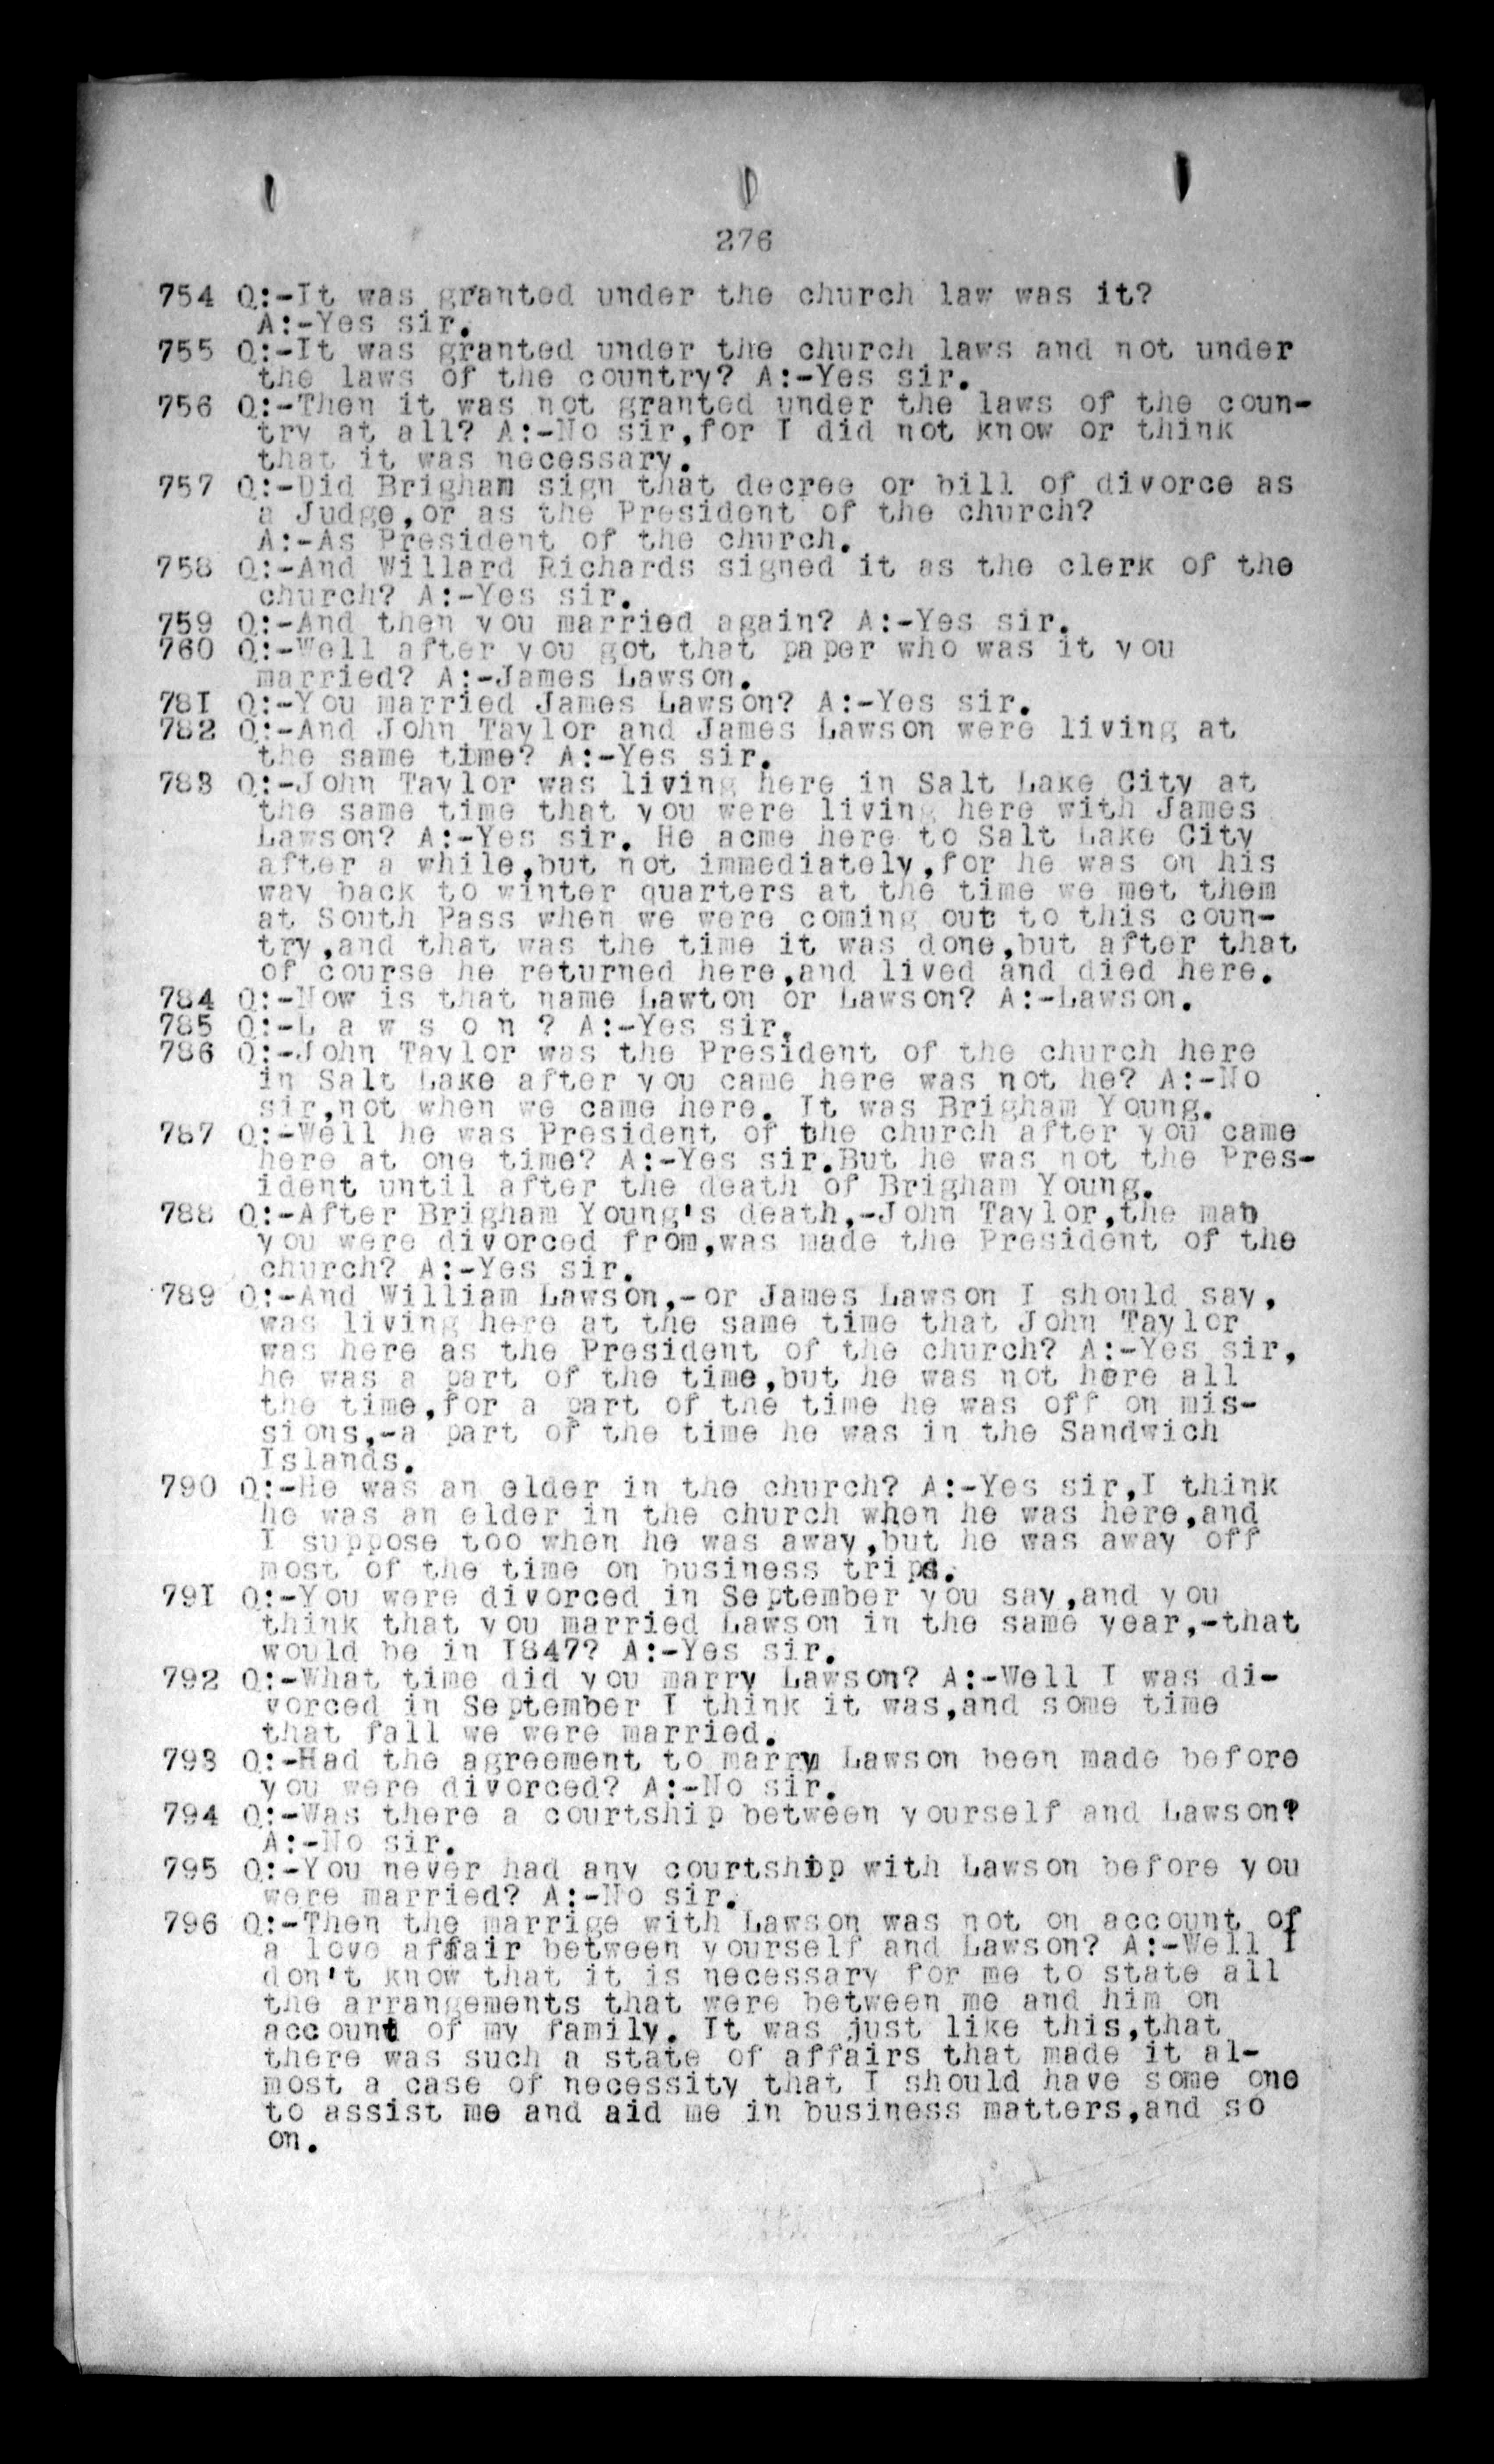 276
754 Q:-It was granted under the church law was it?
A:-Yes sir.
755 Q:-It was granted under the church laws and not under
the laws of the country? A:-Yes sir.
756 Q:-Then it was not granted under the laws of the coun-
try at all? A:-No sir,for I did not know or think
that it was necessary.
757 Q:-Did Brigham sign that decree or bill of divorce as
a Judge,or as the President of the church?
A:-As President of the church.
758 Q:-And Willard Richards signed it as the clerk of the
church? A:-Yes sir.
759 Q:-And then you married again? A:-Yes sir.
760 Q:-Well after you got that paper who was it you
married? A:-James Lawson.
781 Q:-You married James Lawson? A:-Yes sir.
782 Q:-And John Taylor and James Lawson were living at
the same time? A:-Yes sir.
783 Q:-John Taylor was living here in Salt Lake City at
the same time that you were living here with James
Lawson? A:-Yes sir. He acme here to Salt Lake City
after a while,but not immediately,for he was on his
way back to winter quarters at the time we met them
at South Pass when we were coming out to this coun-
try,and that was the time it was done,but after that
of course he returned here,and lived and died here.
784 Q:-Now is that name Lawton or Lawson? A:-Lawson.
785 Q:-L a w s o n ? A:-Yes sir.
786 Q:-John Taylor was the President of the church here
in Salt Lake after you came here was not he? A:-No
sir,not when we came here. It was Brigham Young.
787 Q:-Well he was President of the church after you came
here at one time? A:-Yes sir.But he was not the Pres-
ident until after the death of Brigham Young.
788 Q:-After Brigham Young's death,-John Taylor,the man
you were divorced from,was made the President of the
church? A:-Yes sir.
789 Q:-And William Lawson,-or James Lawson I should say,
was living here at the same time that John Taylor
was here as the President of the church? A:-Yes sir,
he was a part of the time,but he was not here all
the time,for a part of the time he was off on mis-
sions,-a part of the time he was in the Sandwich
Islands.
790 Q:-He was an elder in the church? A:-Yes sir,I think
he was an elder in the church when he was here,and
I suppose too when he was away,but he was away off
most of the time on business trips.
791 Q:-You were divorced in September you say,and you
think that you married Lawson in the same year,-that
would be in 1847? A:-Yes sir.
792 Q:-What time did you marry Lawson? A:-Well I was di-
vorced in September I think it was,and some time
that fall we were married.
793 Q:-Had the agreement to marry Lawson been made before
you were divorced? A:-No sir.
794 Q:-Was there a courtship between yourself and Lawson?
A:-No sir.
795 Q:-You never had any courtship with Lawson before you
were married? A:-No sir.
796 Q:-Then the marrige with Lawson was not on account of
a love affair between yourself and Lawson? A:-Well I
don't know that it is necessary for me to state all
the arrangements that were between me and him on
account of my family. It was just like this,that
there was such a state of affairs that made it al-
most a case of necessity that I should have some one
to assist me and aid me in business matters,and so
on.